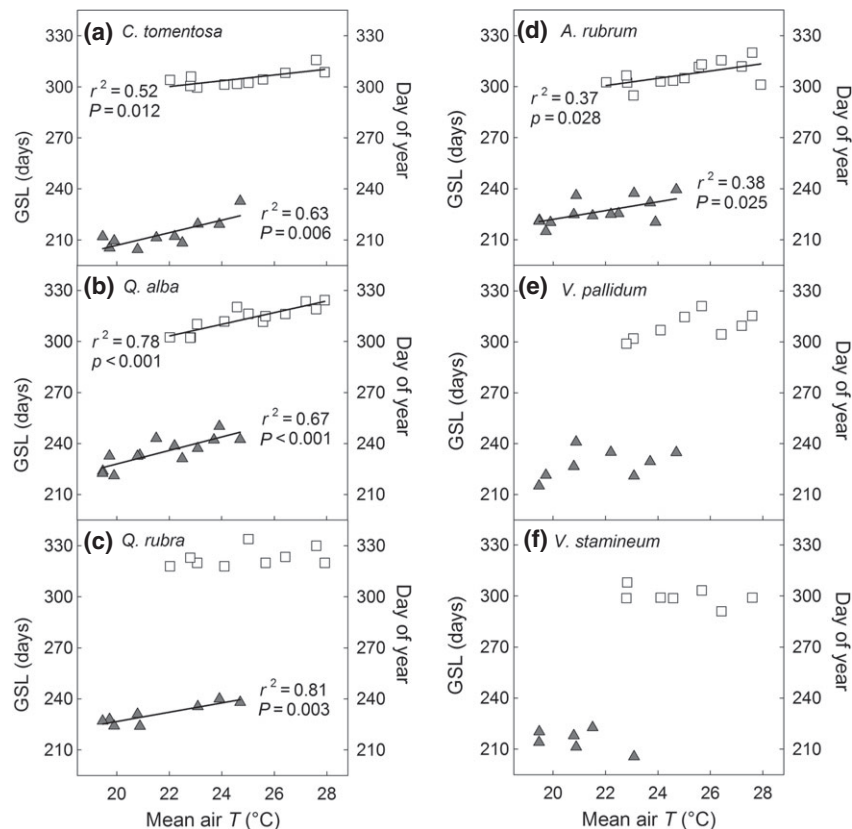 (a) C. tomentosa
330
300
270
240
210
GSL (days)
r² = 0.52
P = 0.012
r² = 0.63
P = 0.006
330
300
270
240
210
Day of year
(b) Q. alba
330
300
270
240
210
GSL (days)
r² = 0.78
p < 0.001
r² = 0.67
P < 0.001
330
300
270
240
210
Day of year
(c) Q. rubra
330
300
270
240
210
GSL (days)
r² = 0.81
P = 0.003
330
300
270
240
210
Day of year
20 22 24 26 28
Mean air T (°C)
(d) A. rubrum
330
300
270
240
210
GSL (days)
r² = 0.37
p = 0.028
r² = 0.38
P = 0.025
330
300
270
240
210
Day of year
(e) V. pallidum
330
300
270
240
210
GSL (days)
330
300
270
240
210
Day of year
(f) V. stamineum
330
300
270
240
210
GSL (days)
330
300
270
240
210
Day of year
20 22 24 26 28
Mean air T (°C)